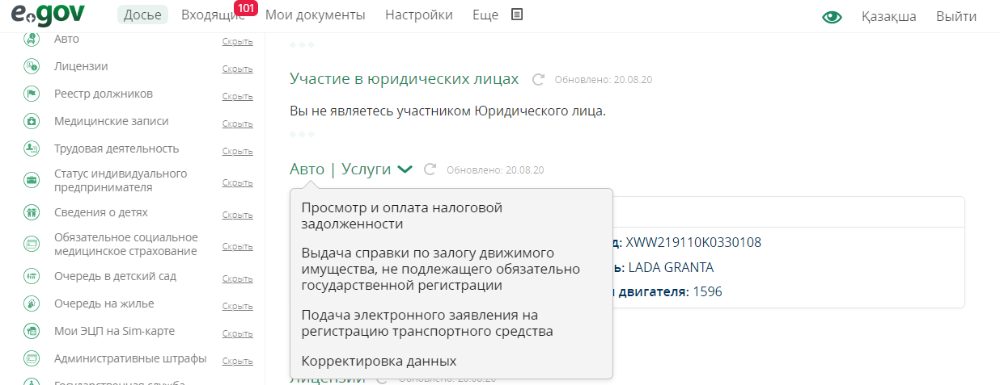 e.gov
Досье
Входящие
101
Мои документы
Настройки
Еще
Қазақша
Выйти
Авто
Скрыть
Лицензии
Скрыть
Реестр должников
Скрыть
Медицинские записи
Скрыть
Трудовая деятельность
Скрыть
Статус индивидуального
предпринимателя
Скрыть
Сведения о детях
Скрыть
Обязательное социальное
медицинское страхование
Скрыть
Очередь в детский сад
Скрыть
Очередь на жилье
Скрыть
Мои ЭЦП на Sim-карте
Скрыть
Административные штрафы
Скрыть
Государственная служба
Участие в юридических лицах
Обновлено: 20.08.20
Вы не являетесь участником Юридического лица.
Авто | Услуги
Обновлено: 20.08.20
Просмотр и оплата налоговой
задолженности
Выдача справки по залогу движимого
имущества, не подлежащего обязательно
государственной регистрации
Подача электронного заявления на
регистрацию транспортного средства
Корректировка данных
д: XWW219110K0330108
ь: LADA GRANTA
двигателя: 1596
Лицензии
Обновлено: 20.08.20